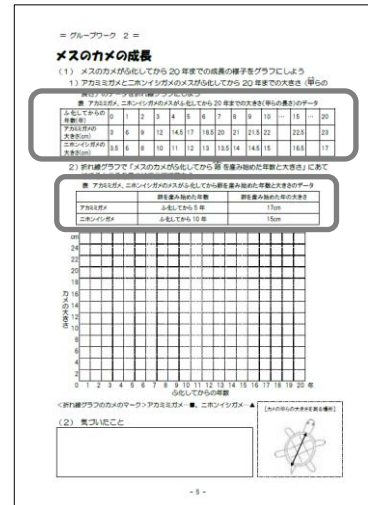 = グループワーク 2 =
メスのカメの成長
(1) メスのカメがふ化してから 20 年までの成長の様子をグラフにしよう
1) アカミミガメとニホンイシガメのメスがふ化してから 20 年までの大きさ(甲らの
表 アカミミガメ、ニホンイシガメのメスがふ化してから 20 年までの大きさ(甲らの長さ)のデータ
ふ化してからの年数(年) 0 1 2 3 4 5 6 7 8 9 10 … 15 … 20
アカミミガメの大きさ(cm) 3 6 9 12 14.5 17 18.5 20 21 21.5 22 22.5 23
ニホンイシガメの大きさ(cm) 3.5 6 8 10 11 12 13 13.5 14 14.5 15 16.5 17
2) 折れ線グラフで「メスのカメがふ化してから卵を産み始めた年数と大きさ」にあて
表 アカミミガメ、ニホンイシガメのメスがふ化してから卵を産み始めた年数と大きさのデータ
卵を産み始めた年数 卵を産み始めた年の大きさ
アカミミガメ ふ化してから 5 年 17cm
ニホンイシガメ ふ化してから 10 年 15cm
cm
24
22
20
18
16
14
12
10
8
6
4
2
カメの大きさ
0 1 2 3 4 5 6 7 8 9 10 11 12 13 14 15 16 17 18 19 20 年
ふ化してからの年数
<折れ線グラフのカメのマーク> アカミミガメ…■、ニホンイシガメ…▲
[カメの甲らの大きさを測る場所]
(2) 気づいたこと
- 5 -